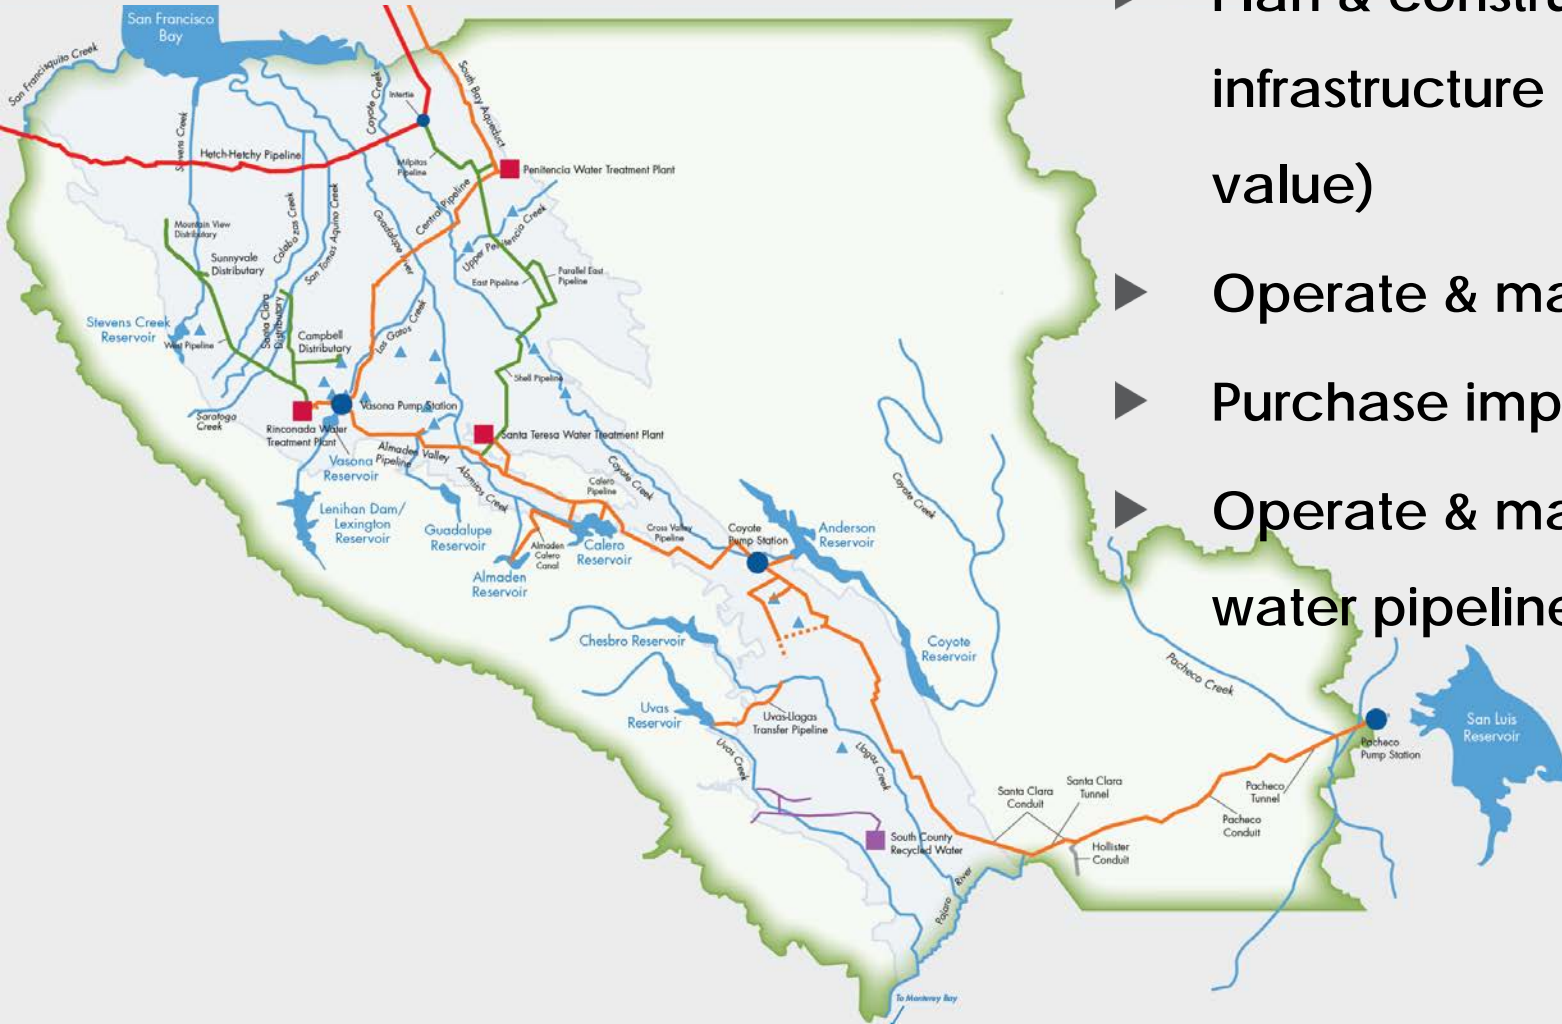 San Francisco
Bay
San Francisquito Creek
Stevens Creek
Hetch-Hetchy Pipeline
Coyote Creek
Intertie
South Bay Aqueduct
Milpitas
Pipeline
Penitencia Water Treatment Plant
Central Pipeline
Upper Penitencia Creek
Mountain View
Distributary
Sunnyvale
Distributary
Calabazas Creek
San Tomas Aquino Creek
Guadalupe River
East Pipeline
Parallel East
Pipeline
Stevens Creek
Reservoir
West Pipeline
Santa Clara
Distributary
Campbell
Distributary
Los Gatos Creek
Shell Pipeline
Saratoga
Creek
Rinconada Water
Treatment Plant
Vasona Pump Station
Santa Teresa Water Treatment Plant
Vasona
Reservoir
Almaden Valley
Pipeline
Alamitos Creek
Calero
Pipeline
Coyote Creek
Lenihan Dam/
Lexington
Reservoir
Guadalupe
Reservoir
Almaden
Calero
Canal
Calero
Reservoir
Almaden
Reservoir
Cross Valley
Pipeline
Coyote
Pump Station
Anderson
Reservoir
Coyote Creek
Chesbro Reservoir
Coyote
Reservoir
Uvas
Reservoir
Uvas-Llagas
Transfer Pipeline
Uvas Creek
Llagas Creek
South County
Recycled Water
Santa Clara
Conduit
Santa Clara
Tunnel
Hollister
Conduit
Pacheco
Conduit
Pacheco
Tunnel
Pacheco Creek
Pacheco
Pump Station
San Luis
Reservoir
Pajaro River
To Monterey Bay
infrastructure
value)
Operate & ma
Purchase imp
Operate & ma
water pipeline